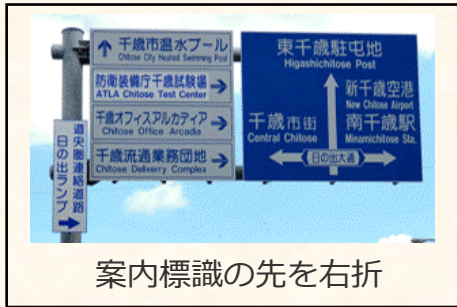 千歳市温水プール
Chitose City Heated Swimming Pool
防衛装備庁千歳試験場
ATLA Chitose Test Center
千歳オフィスアルカディア
Chitose Office Arcadia
千歳流通業務団地
Chitose Delivery Complex
道央圏連絡道路
日の出ランプ
東千歳駐屯地
Higashichitose Post
新千歳空港
New Chitose Airport
千歳市街
Central Chitose
南千歳駅
Minamichitose Sta.
日の出大通
案内標識の先を右折